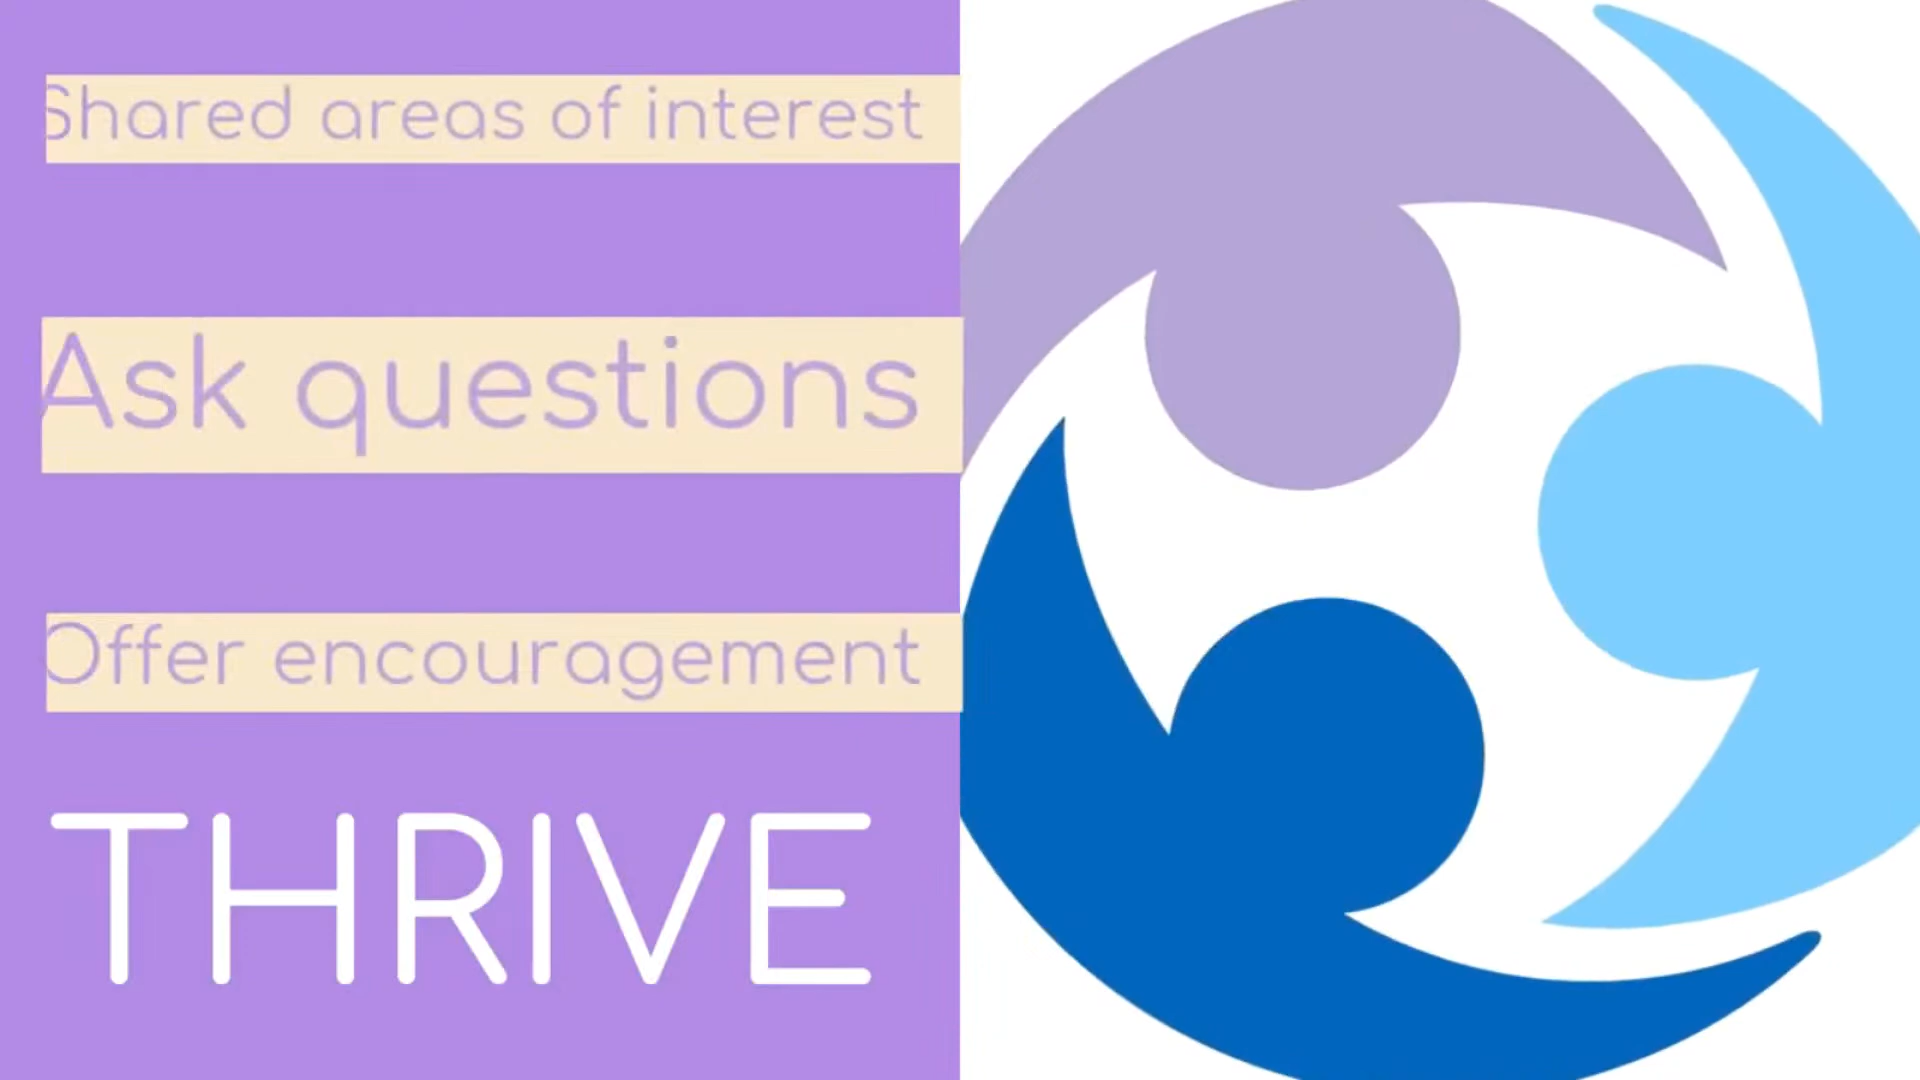 Shared areas of interest
Ask questions
Offer encouragement
THRIVE